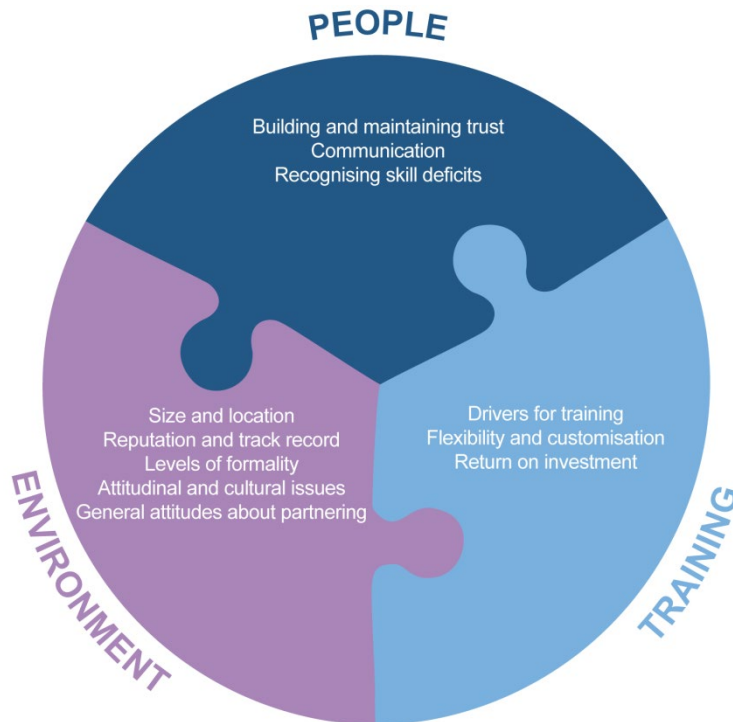 PEOPLE
Building and maintaining trust
Communication
Recognising skill deficits
Size and location
Reputation and track record
Levels of formality
Attitudinal and cultural issues
General attitudes about partnering
ENVIRONMENT
Drivers for training
Flexibility and customisation
Return on investment
TRAINING